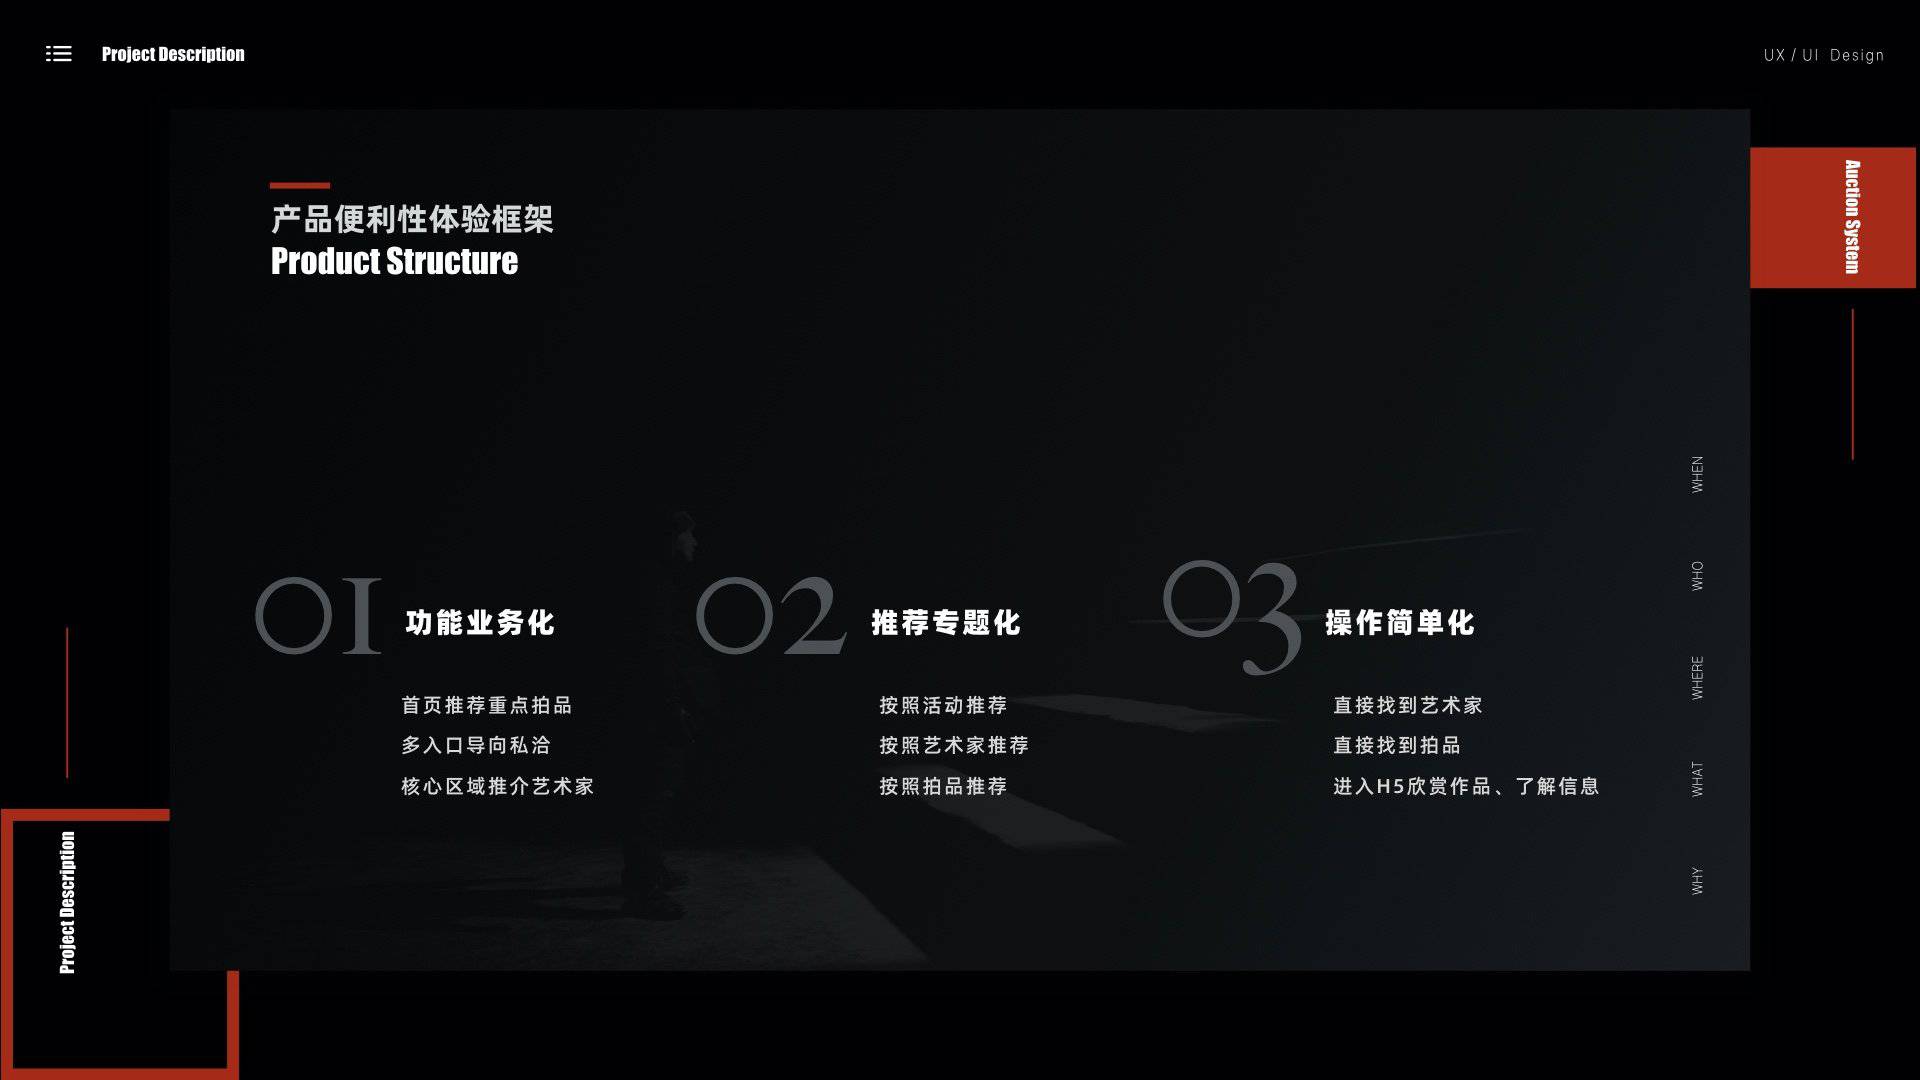 Project Description
UX / UI Design
Auction System
产品便利性体验框架
Product Structure
01
功能业务化
首页推荐重点拍品
多入口导向私洽
核心区域推介艺术家
02
推荐专题化
按照活动推荐
按照艺术家推荐
按照拍品推荐
03
操作简单化
直接找到艺术家
直接找到拍品
进入H5欣赏作品、了解信息
WHEN
WHO
WHERE
WHAT
WHY
Project Description